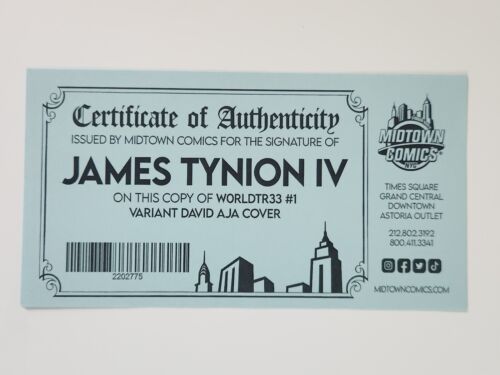 Certificate of Authenticity
ISSUED BY MIDTOWN COMICS FOR THE SIGNATURE OF
JAMES TYNION IV
ON THIS COPY OF WORLDTR33 #1
VARIANT DAVID AJA COVER
2202775
MIDTOWN
COMICS
NYC
TIMES SQUARE
GRAND CENTRAL
DOWNTOWN
ASTORIA OUTLET
212.802.3192
800.411.3341
MIDTOWNCOMICS.COM